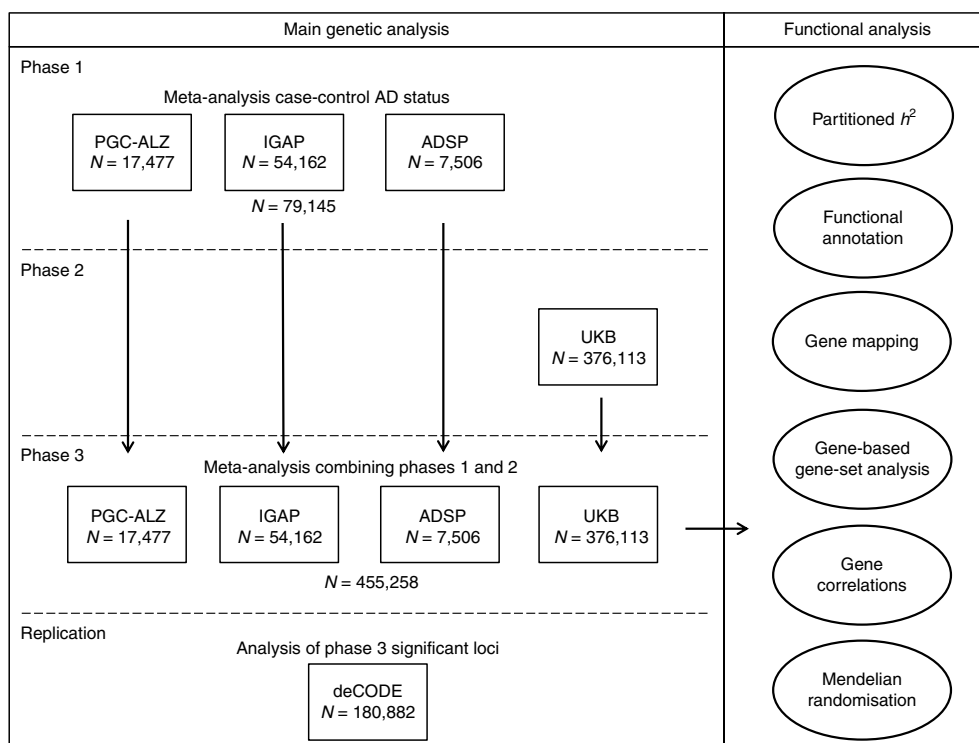 Main genetic analysis
Functional analysis
Phase 1
Meta-analysis case-control AD status
PGC-ALZ
N = 17,477
IGAP
N = 54,162
ADSP
N = 7,506
N = 79,145
Phase 2
UKB
N = 376,113
Phase 3
Meta-analysis combining phases 1 and 2
PGC-ALZ
N = 17,477
IGAP
N = 54,162
ADSP
N = 7,506
UKB
N = 376,113
N = 455,258
Replication
Analysis of phase 3 significant loci
deCODE
N = 180,882
Partitioned h²
Functional
annotation
Gene mapping
Gene-based
gene-set analysis
Gene
correlations
Mendelian
randomisation